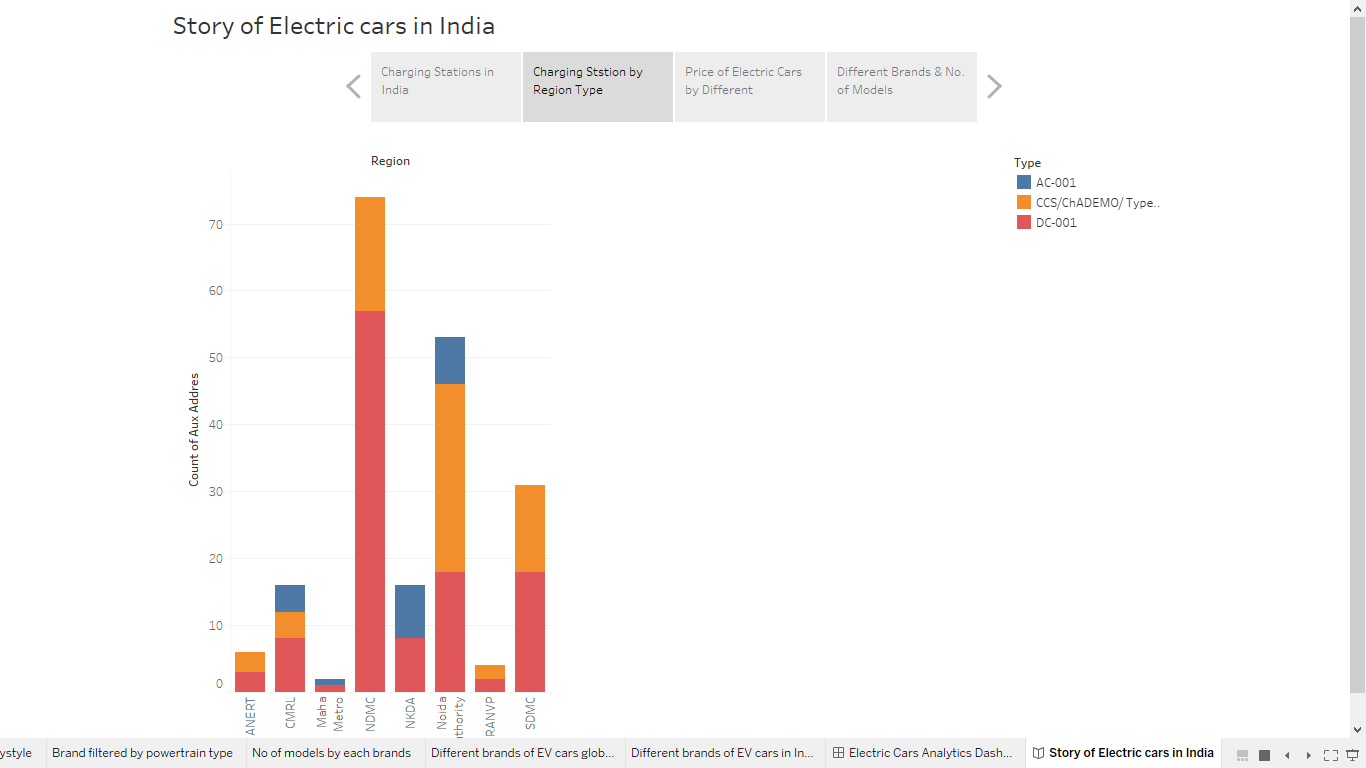 Story of Electric cars in India
Charging Stations in
India
Charging Ststion by
Region Type
Price of Electric Cars
by Different
Different Brands & No.
of Models
Region
Type
AC-001
CCS/ChADEMO/ Type..
DC-001
Count of Aux Addres
70
60
50
40
30
20
10
0
ANERT
CMRL
Maha
Metro
NDMC
NKDA
Noida
uthority
RANVP
SDMC
ystyle
Brand filtered by powertrain type
No of models by each brands
Different brands of EV cars glob...
Different brands of EV cars in In...
Electric Cars Analytics Dash...
Story of Electric cars in India